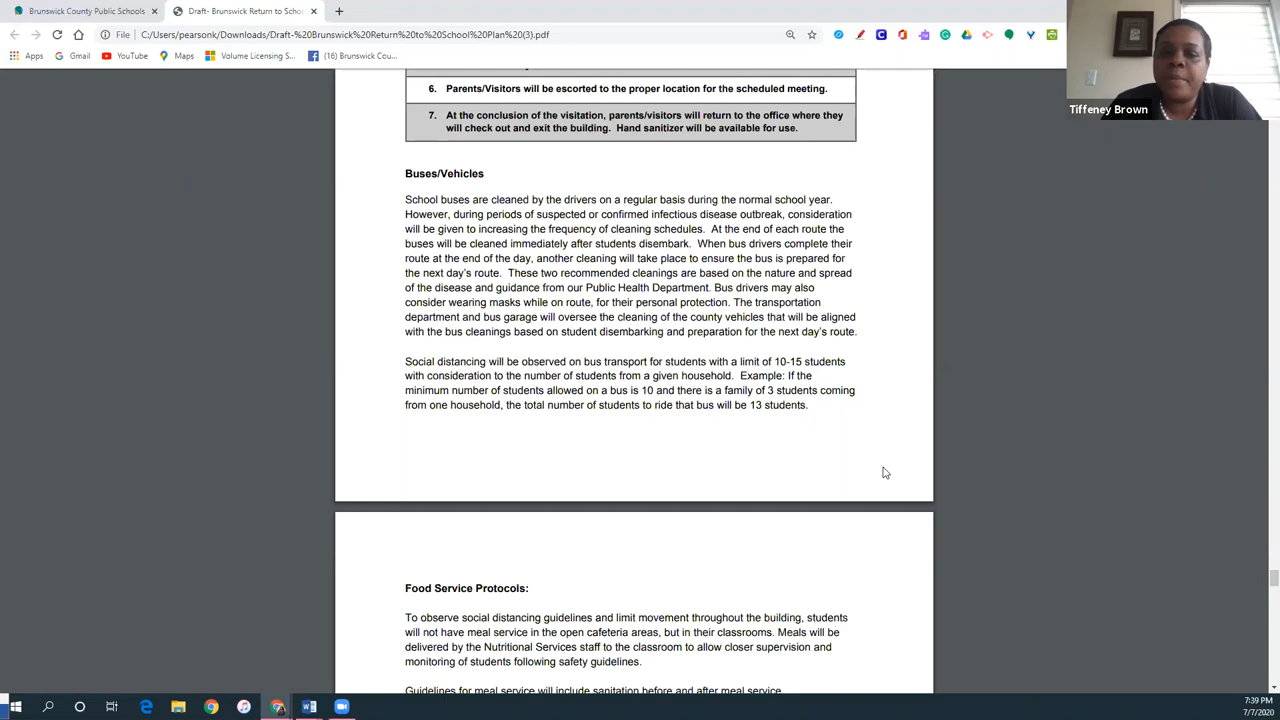 Brunswick County Public Schools
Draft- Brunswick Return to Schoo
File C:/Users/pearsonk/Downloads/Draft-%20Brunswick%20Return%20to%20School%20Plan%20(3).pdf
Apps Gmail YouTube Maps Volume Licensing S... (16) Brunswick Cou...
Tiffeney Brown
6. Parents/Visitors will be escorted to the proper location for the scheduled meeting.
7. At the conclusion of the visitation, parents/visitors will return to the office where they
will check out and exit the building. Hand sanitizer will be available for use.
Buses/Vehicles
School buses are cleaned by the drivers on a regular basis during the normal school year.
However, during periods of suspected or confirmed infectious disease outbreak, consideration
will be given to increasing the frequency of cleaning schedules. At the end of each route the
buses will be cleaned immediately after students disembark. When bus drivers complete their
route at the end of the day, another cleaning will take place to ensure the bus is prepared for
the next day's route. These two recommended cleanings are based on the nature and spread
of the disease and guidance from our Public Health Department. Bus drivers may also
consider wearing masks while on route, for their personal protection. The transportation
department and bus garage will oversee the cleaning of the county vehicles that will be aligned
with the bus cleanings based on student disembarking and preparation for the next day's route.
Social distancing will be observed on bus transport for students with a limit of 10-15 students
with consideration to the number of students from a given household. Example: If the
minimum number of students allowed on a bus is 10 and there is a family of 3 students coming
from one household, the total number of students to ride that bus will be 13 students.
Food Service Protocols:
To observe social distancing guidelines and limit movement throughout the building, students
will not have meal service in the open cafeteria areas, but in their classrooms. Meals will be
delivered by the Nutritional Services staff to the classroom to allow closer supervision and
monitoring of students following safety guidelines.
Guidelines for meal service will include sanitation before and after meal service.
7:39 PM
7/7/2020